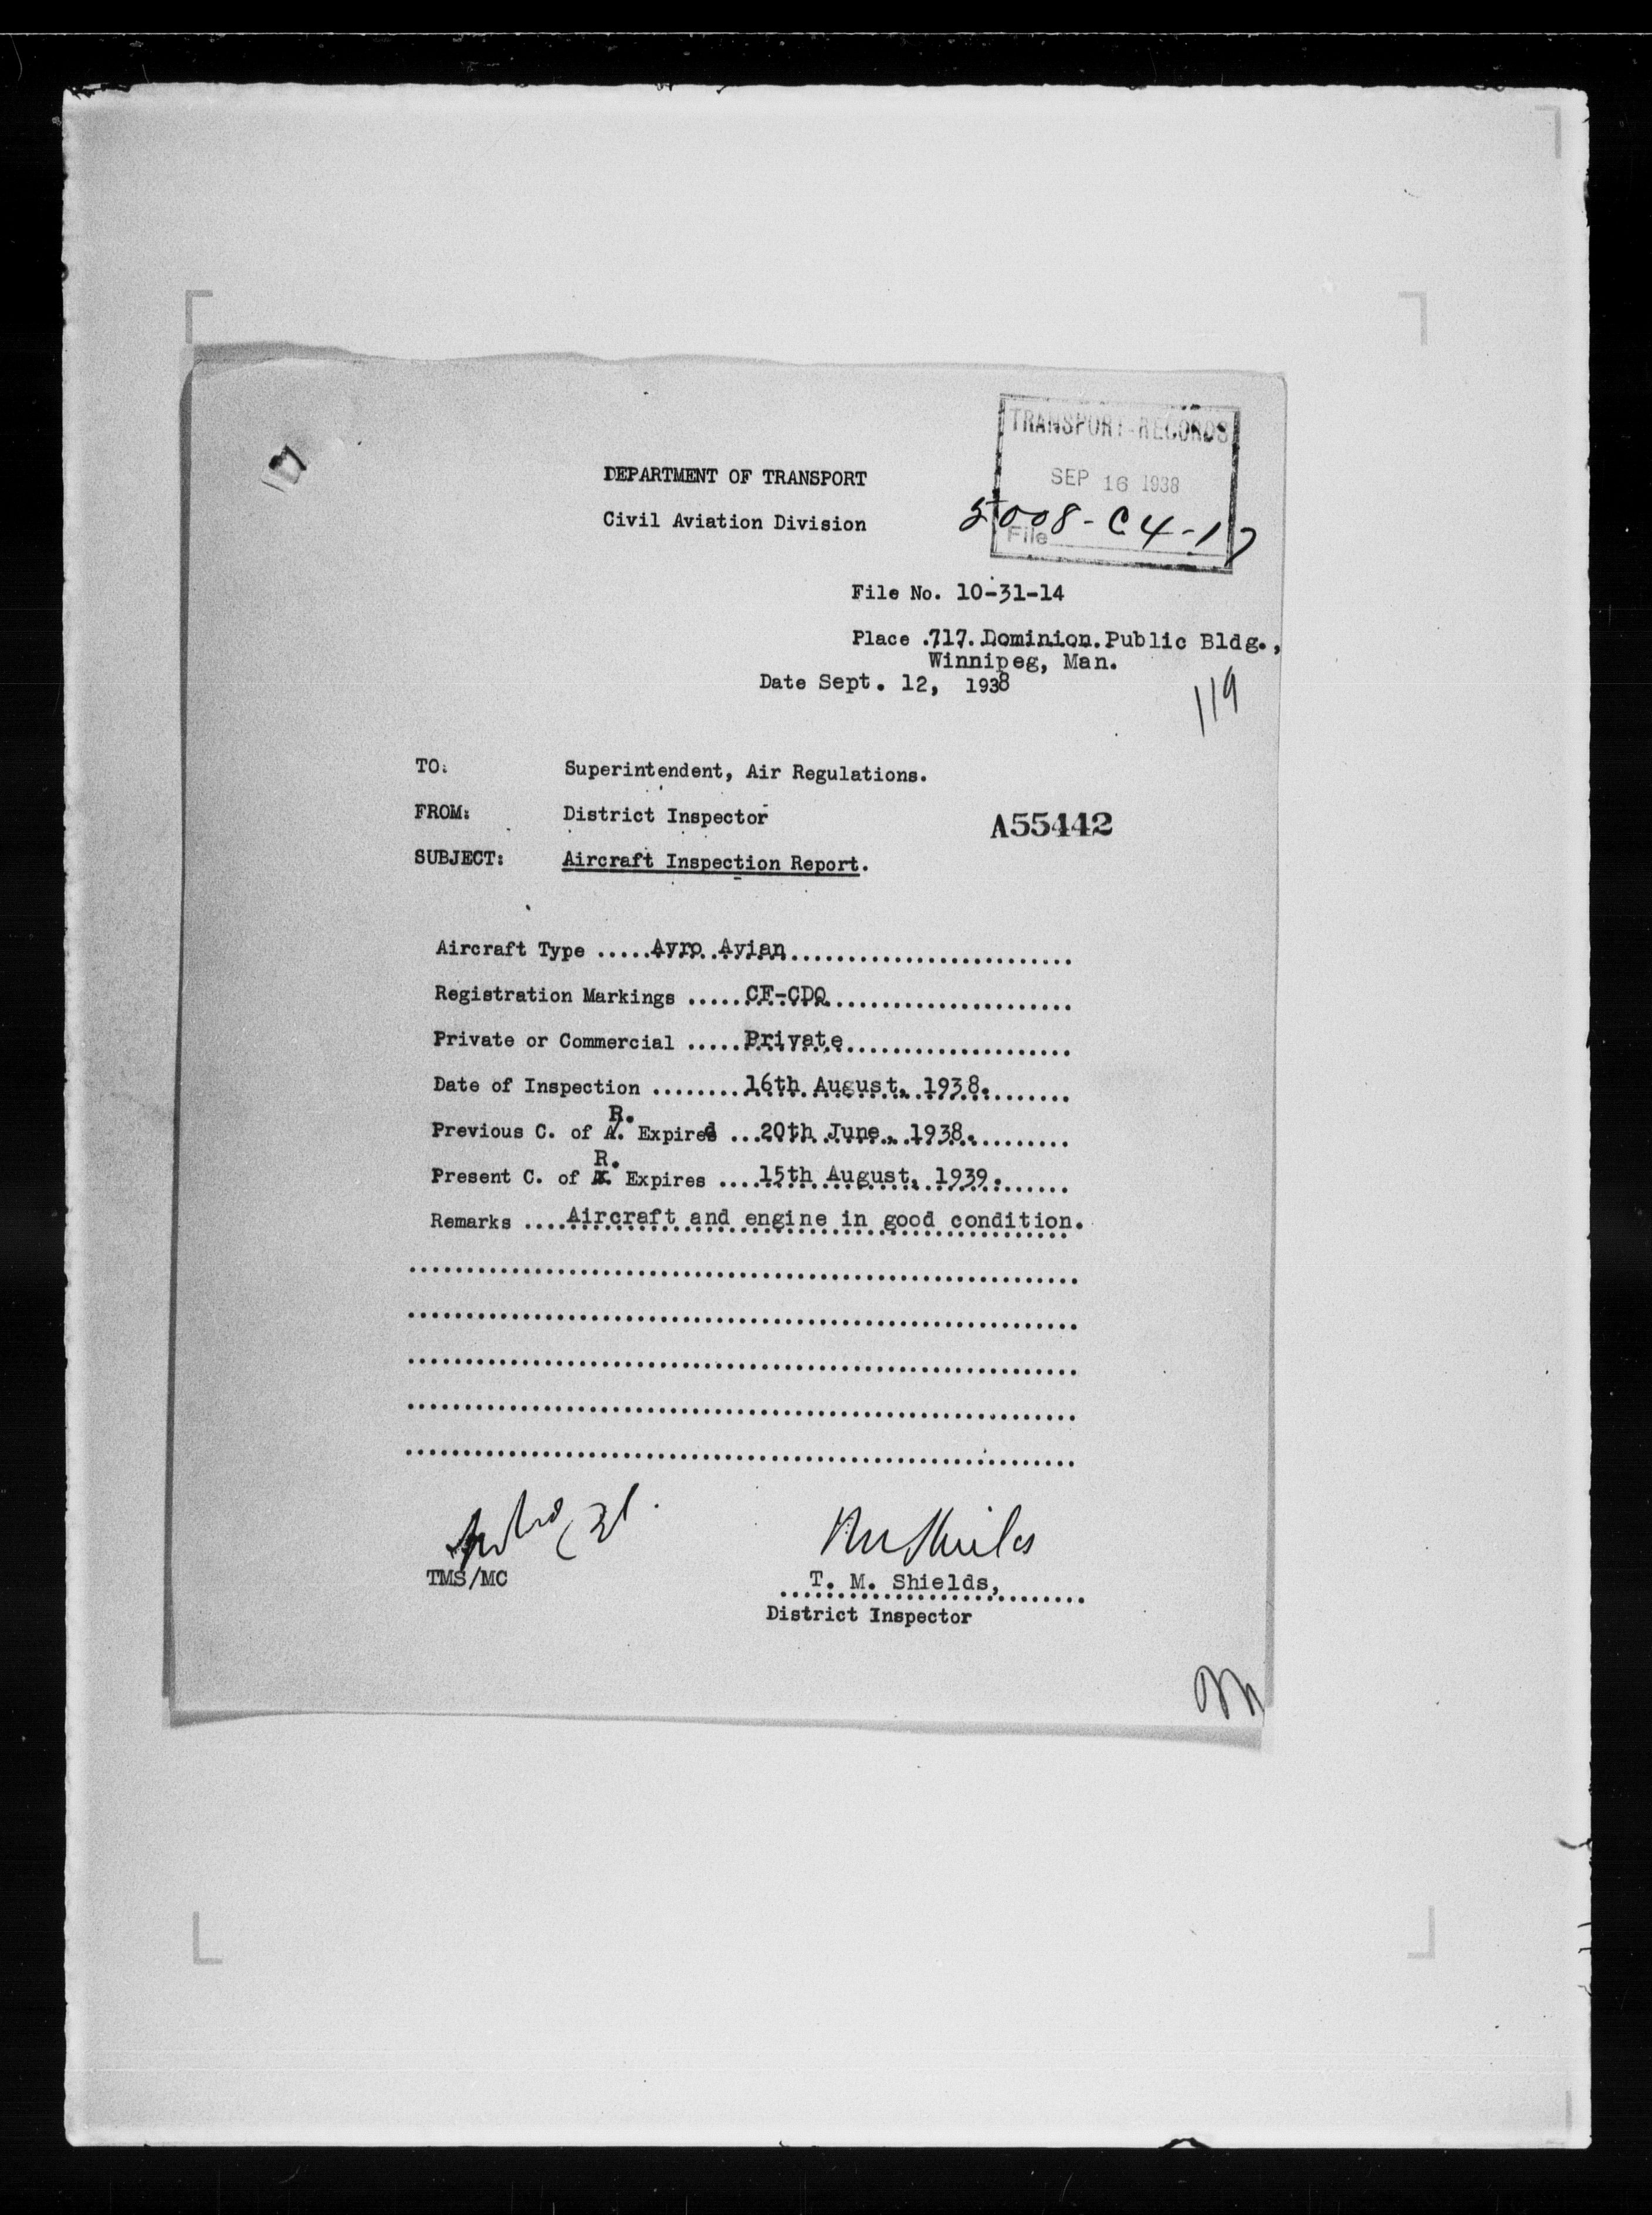 TRANSPORT-RECORDS
SEP 16 1938
5008-C4-17
File
DEPARTMENT OF TRANSPORT
Civil Aviation Division
File No. 10-31-14
Place .717. Dominion. Public Bldg.,
Winnipeg, Man.
Date Sept. 12, 1938
119
TO:
Superintendent, Air Regulations.
FROM:
District Inspector
A55442
SUBJECT:
Aircraft Inspection Report.
Aircraft Type .....Avro Avian..............................
Registration Markings .....CF-CDQ..........................
Private or Commercial .....Private.........................
Date of Inspection ........16th August, 1938...............
R.
Previous C. of A. Expired ...20th June, 1938...............
R.
Present C. of A. Expires ....15th August, 1939.............
Remarks ....Aircraft and engine in good condition.
TMS/MC
T. M. Shields,
District Inspector